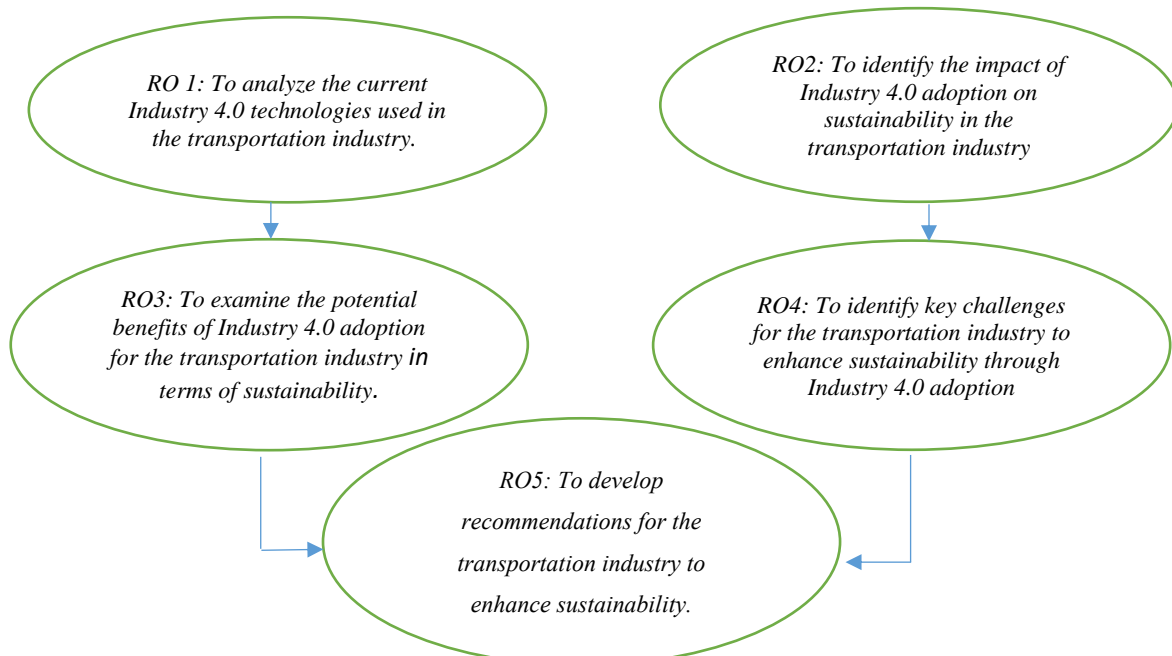 RO 1: To analyze the current
Industry 4.0 technologies used in
the transportation industry.
RO2: To identify the impact of
Industry 4.0 adoption on
sustainability in the
transportation industry
RO3: To examine the potential
benefits of Industry 4.0 adoption
for the transportation industry in
terms of sustainability.
RO4: To identify key challenges
for the transportation industry to
enhance sustainability through
Industry 4.0 adoption
RO5: To develop
recommendations for the
transportation industry to
enhance sustainability.